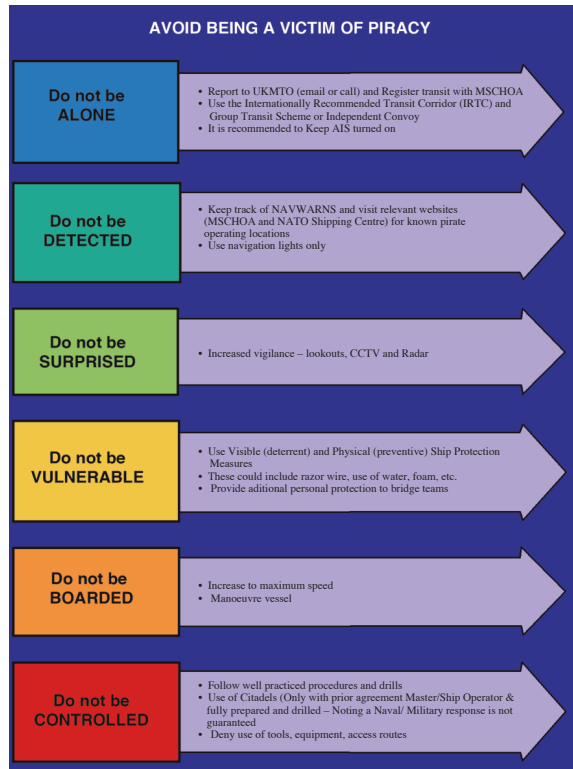 AVOID BEING A VICTIM OF PIRACY
Do not be
ALONE
• Report to UKMTO (email or call) and Register transit with MSCHOA
• Use the Internationally Recommended Transit Corridor (IRTC) and
Group Transit Scheme or Independent Convoy
• It is recommended to Keep AIS turned on
Do not be
DETECTED
• Keep track of NAVWARNS and visit relevant websites
(MSCHOA and NATO Shipping Centre) for known pirate
operating locations
• Use navigation lights only
Do not be
SURPRISED
• Increased vigilance – lookouts, CCTV and Radar
Do not be
VULNERABLE
• Use Visible (deterrent) and Physical (preventive) Ship Protection
Measures
• These could include razor wire, use of water, foam, etc.
• Provide aditional personal protection to bridge teams
Do not be
BOARDED
• Increase to maximum speed
• Manoeuvre vessel
Do not be
CONTROLLED
• Follow well practiced procedures and drills
• Use of Citadels (Only with prior agreement Master/Ship Operator &
fully prepared and drilled – Noting a Naval/ Military response is not
guaranteed
• Deny use of tools, equipment, access routes